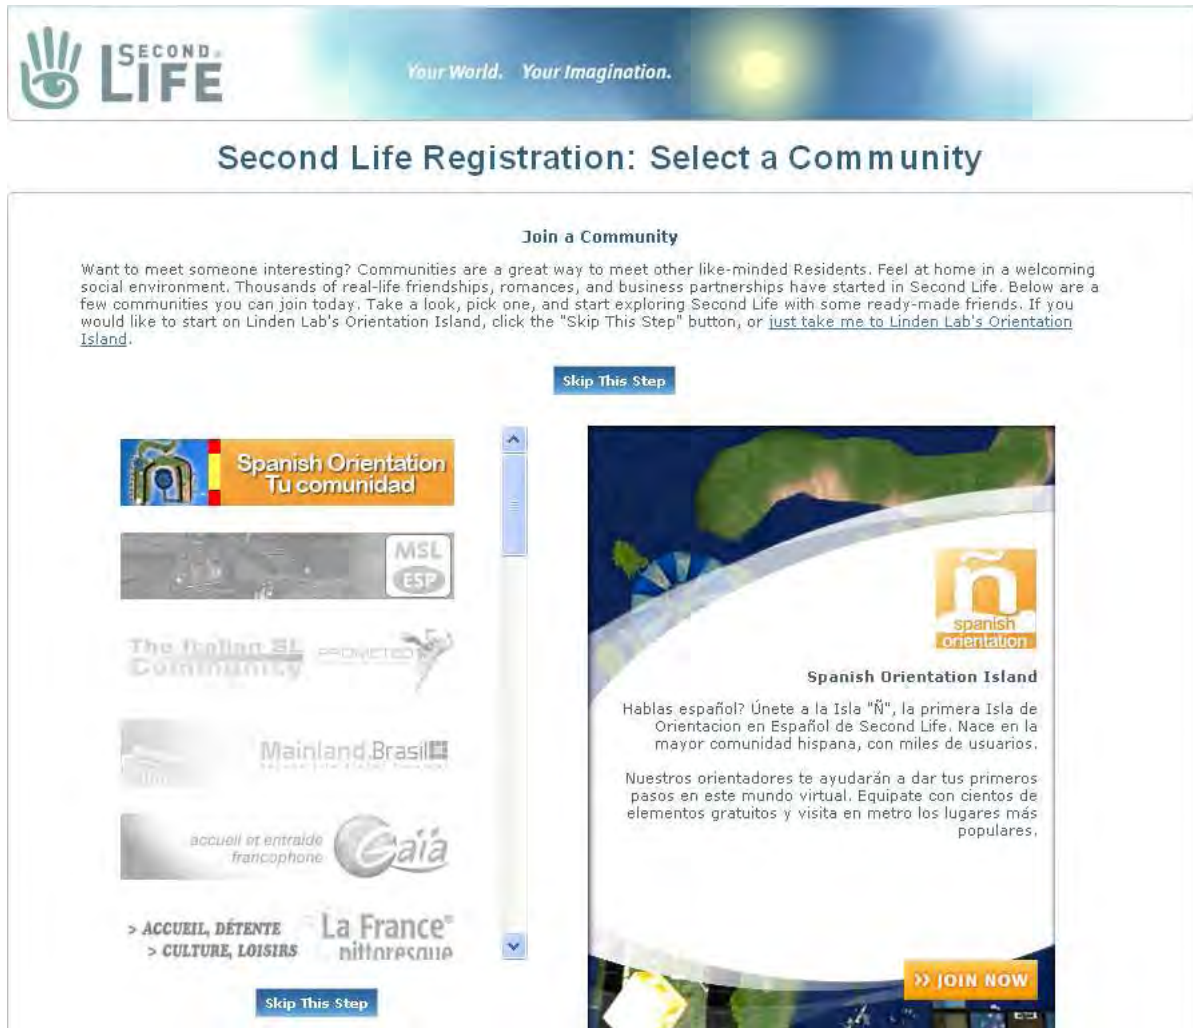 SECOND
LIFE
Your World. Your Imagination.
Second Life Registration: Select a Community
Join a Community
Want to meet someone interesting? Communities are a great way to meet other like-minded Residents. Feel at home in a welcoming
social environment. Thousands of real-life friendships, romances, and business partnerships have started in Second Life. Below are a
few communities you can join today. Take a look, pick one, and start exploring Second Life with some ready-made friends. If you
would like to start on Linden Lab's Orientation Island, click the "Skip This Step" button, or just take me to Linden Lab's Orientation
Island.
Skip This Step
Spanish Orientation
Tu comunidad
MSL
ESP
The Italian SL
Community
PROMETEO
Mainland.Brasil
accueil et entraide
francophone
Gaïa
> ACCUEIL, DÉTENTE
> CULTURE, LOISIRS
La France
pittoresque
Skip This Step
ñ
spanish
orientation
Spanish Orientation Island
Hablas español? Únete a la Isla "Ñ", la primera Isla de
Orientacion en Español de Second Life. Nace en la
mayor comunidad hispana, con miles de usuarios.
Nuestros orientadores te ayudarán a dar tus primeros
pasos en este mundo virtual. Equipate con cientos de
elementos gratuitos y visita en metro los lugares más
populares.
» JOIN NOW